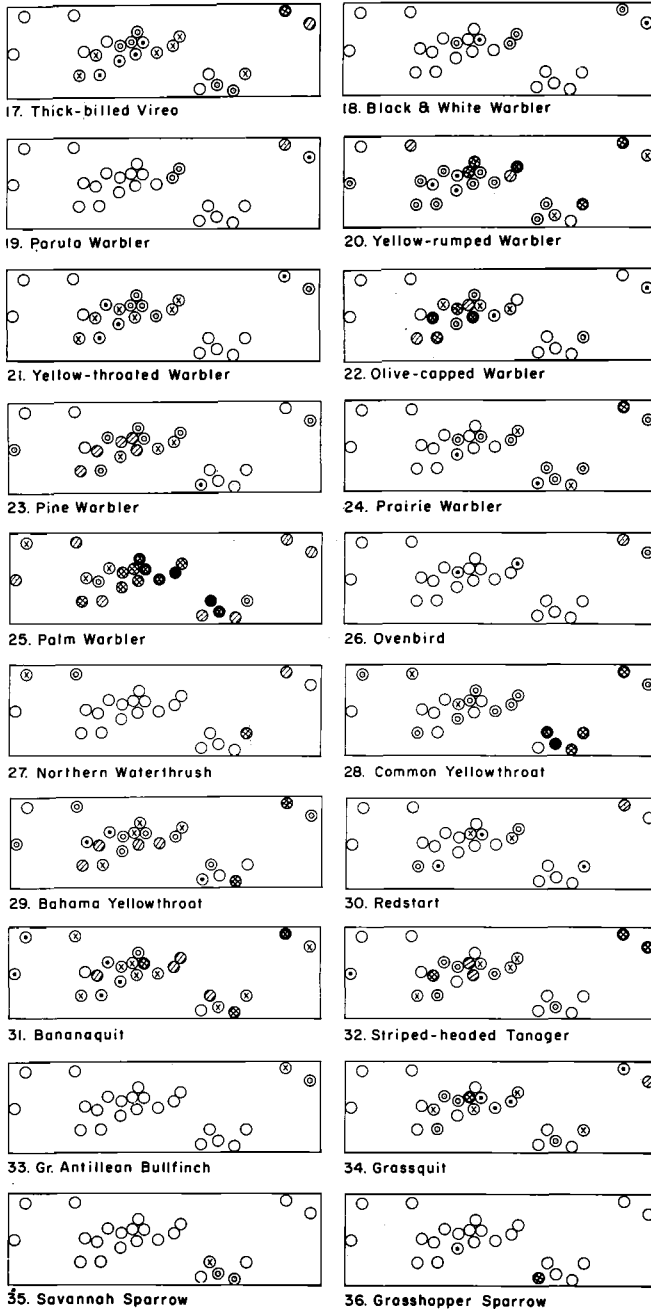 17. Thick-billed Vireo
18. Black & White Warbler
19. Parula Warbler
20. Yellow-rumped Warbler
21. Yellow-throated Warbler
22. Olive-capped Warbler
23. Pine Warbler
24. Prairie Warbler
25. Palm Warbler
26. Ovenbird
27. Northern Waterthrush
28. Common Yellowthroat
29. Bahama Yellowthroat
30. Redstart
31. Bananaquit
32. Striped-headed Tanager
33. Gr. Antillean Bullfinch
34. Grassquit
35. Savannah Sparrow
36. Grasshopper Sparrow